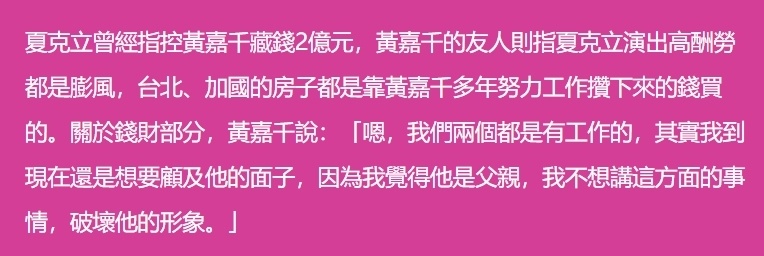 夏克立曾經指控黃嘉千藏錢2億元，黃嘉千的友人則指夏克立演出高酬勞
都是膨風，台北、加國的房子都是靠黃嘉千多年努力工作攢下來的錢買
的。關於錢財部分，黃嘉千說：「嗯，我們兩個都是有工作的，其實我到
現在還是想要顧及他的面子，因為我覺得他是父親，我不想講這方面的事
情，破壞他的形象。」